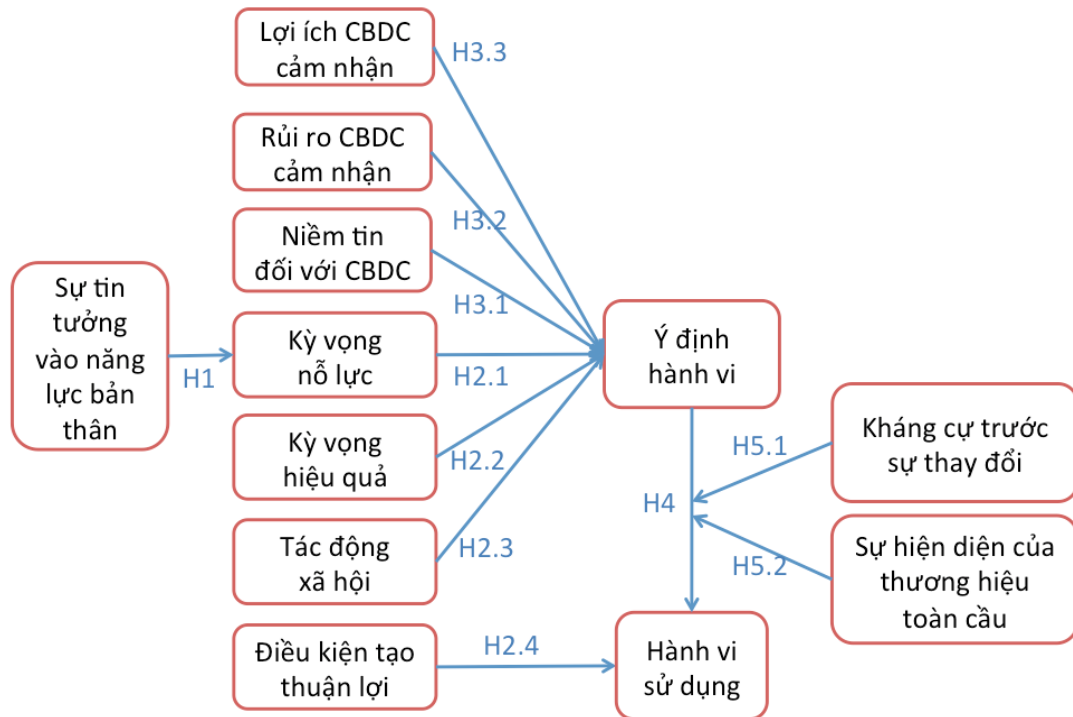 Lợi ích CBDC
cảm nhận
H3.3
Rủi ro CBDC
cảm nhận
H3.2
Niềm tin
đối với CBDC
H3.1
Sự tin
tưởng
vào năng
lực bản
thân
H1
Kỳ vọng
nỗ lực
H2.1
Ý định
hành vi
Kỳ vọng
hiệu quả
H2.2
Kháng cự trước
sự thay đổi
H5.1
H4
Tác động
xã hội
H2.3
Sự hiện diện của
thương hiệu
toàn cầu
H5.2
Điều kiện tạo
thuận lợi
H2.4
Hành vi
sử dụng